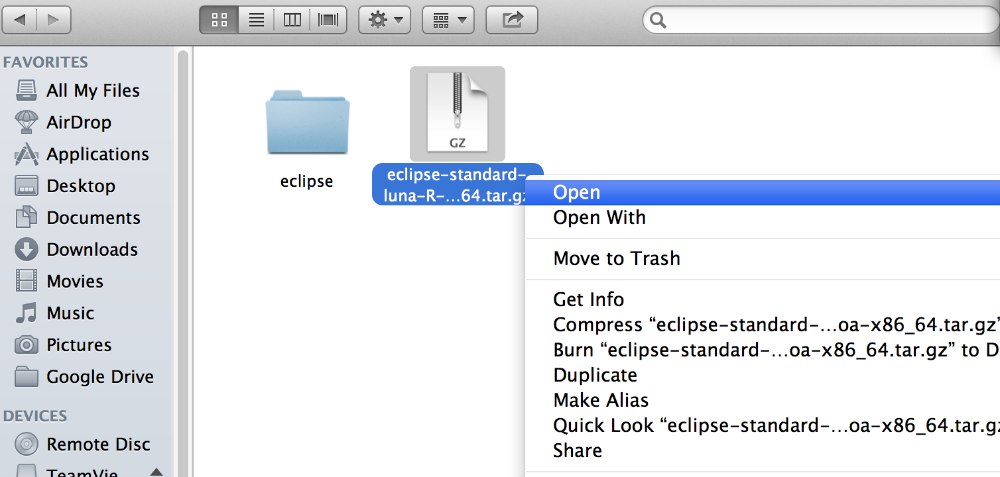 FAVORITES
All My Files
AirDrop
Applications
Desktop
Documents
Downloads
Movies
Music
Pictures
Google Drive
DEVICES
Remote Disc
TeamVie
eclipse
GZ
eclipse-standard-
luna-R-...64.tar.gz
Open
Open With
Move to Trash
Get Info
Compress “eclipse-standard-...oa-x86_64.tar.gz”
Burn “eclipse-standard-...oa-x86_64.tar.gz” to D
Duplicate
Make Alias
Quick Look “eclipse-standard-...oa-x86_64.tar.gz
Share